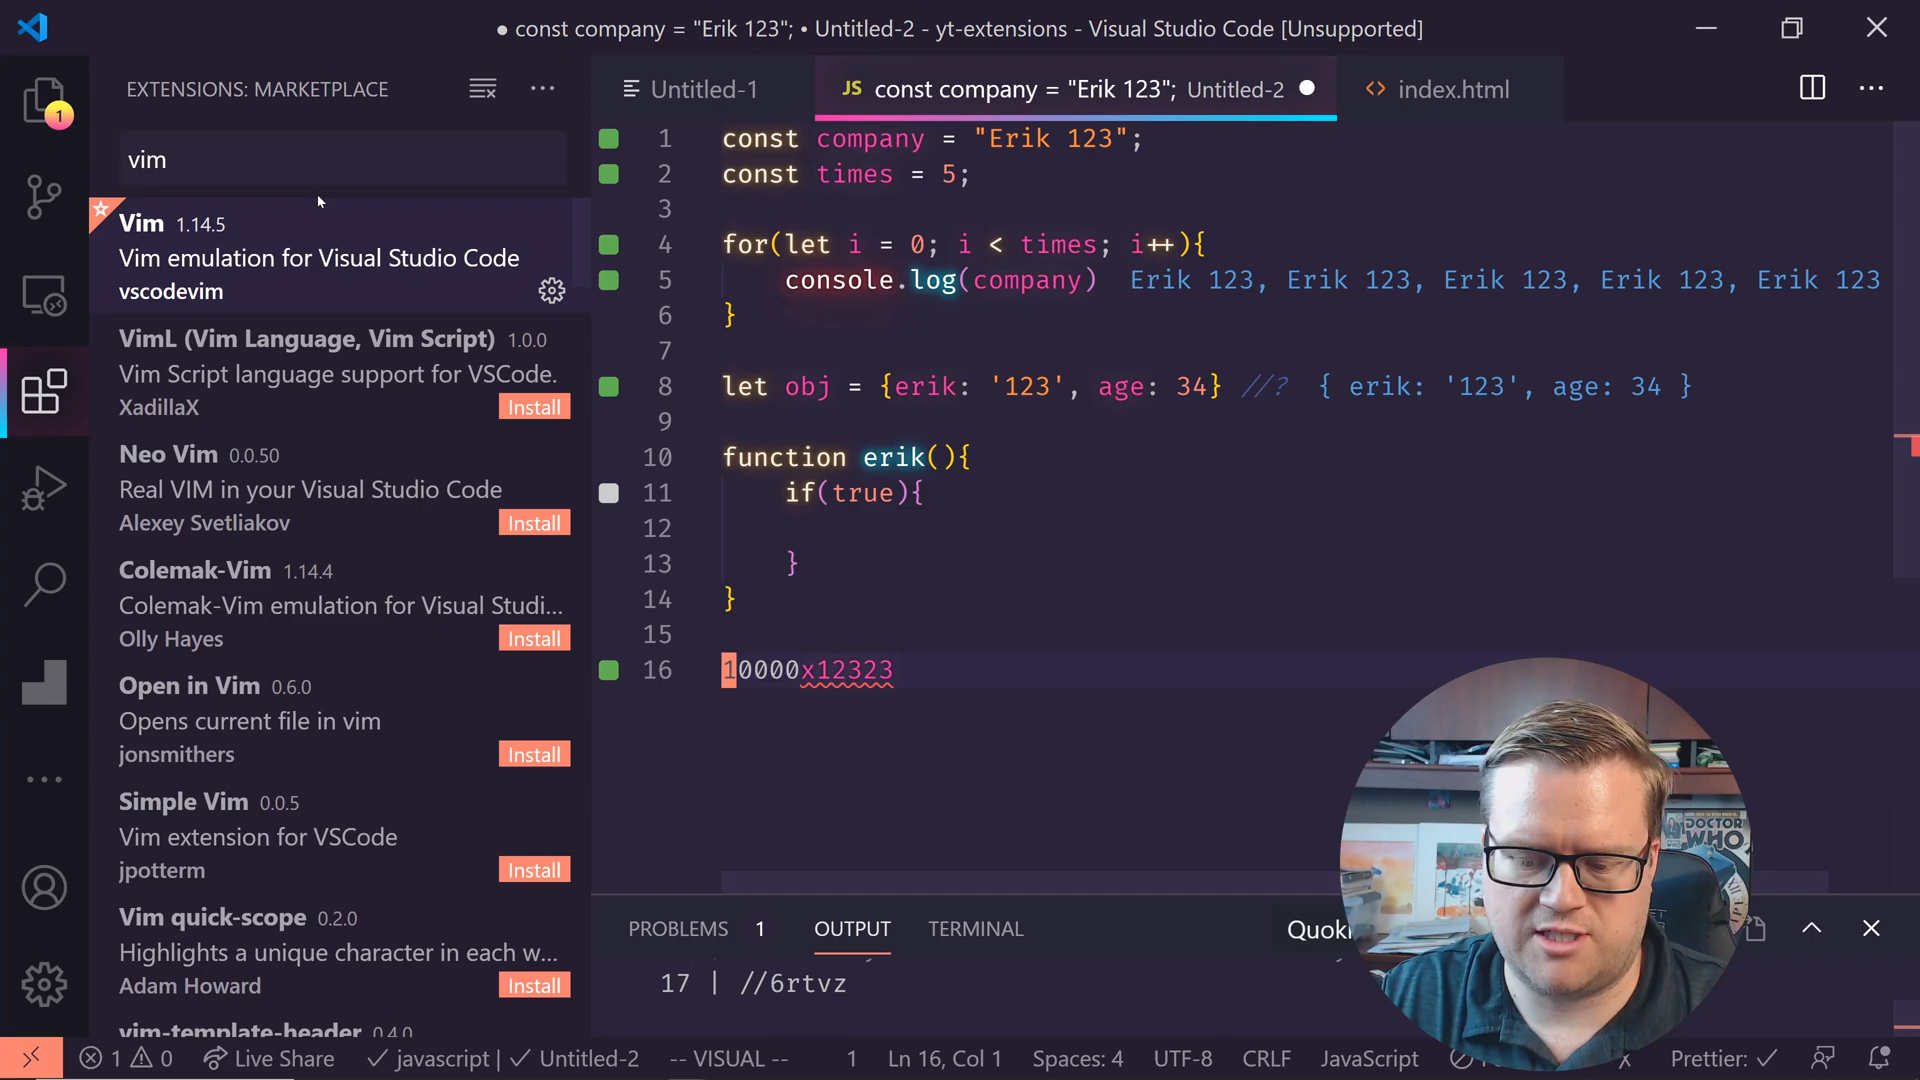 ● const company = "Erik 123"; • Untitled-2 - yt-extensions - Visual Studio Code [Unsupported]
EXTENSIONS: MARKETPLACE
Untitled-1
JS const company = "Erik 123"; Untitled-2
<> index.html
1
vim
Vim 1.14.5
Vim emulation for Visual Studio Code
vscodevim
VimL (Vim Language, Vim Script) 1.0.0
Vim Script language support for VSCode.
XadillaX Install
Neo Vim 0.0.50
Real VIM in your Visual Studio Code
Alexey Svetliakov Install
Colemak-Vim 1.14.4
Colemak-Vim emulation for Visual Studi...
Olly Hayes Install
Open in Vim 0.6.0
Opens current file in vim
jonsmithers Install
Simple Vim 0.0.5
Vim extension for VSCode
jpotterm Install
Vim quick-scope 0.2.0
Highlights a unique character in each w...
Adam Howard Install
vim-template-header 0.4.0
1 const company = "Erik 123";
2 const times = 5;
3
4 for(let i = 0; i < times; i++){
5 console.log(company) Erik 123, Erik 123, Erik 123, Erik 123, Erik 123
6 }
7
8 let obj = {erik: '123', age: 34} //? { erik: '123', age: 34 }
9
10 function erik(){
11 if(true){
12
13 }
14 }
15
16 10000x12323
DOCTOR
WHO
PROBLEMS 1 OUTPUT TERMINAL
17 | //6rtvz
1 0 Live Share javascript | Untitled-2 -- VISUAL -- 1 Ln 16, Col 1 Spaces: 4 UTF-8 CRLF JavaScript Prettier: